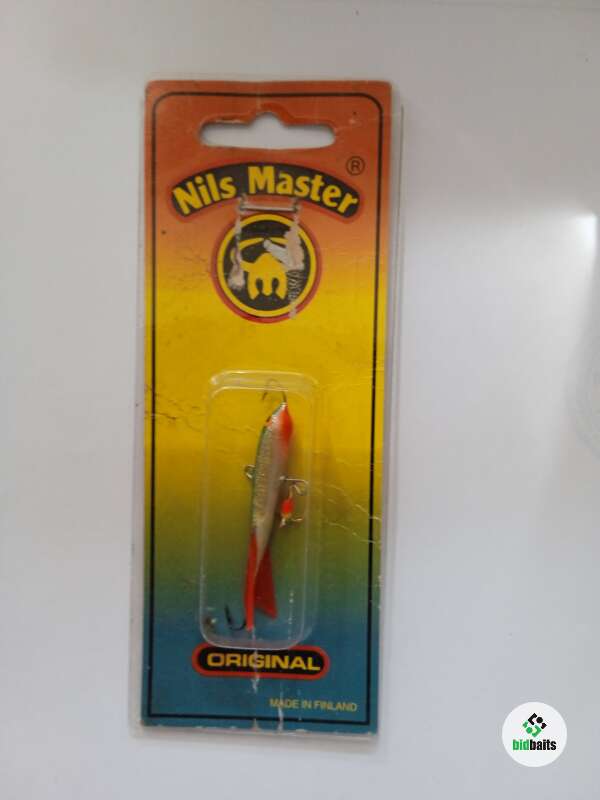 ®
Nils Master
ORIGINAL
MADE IN FINLAND
bidbaits